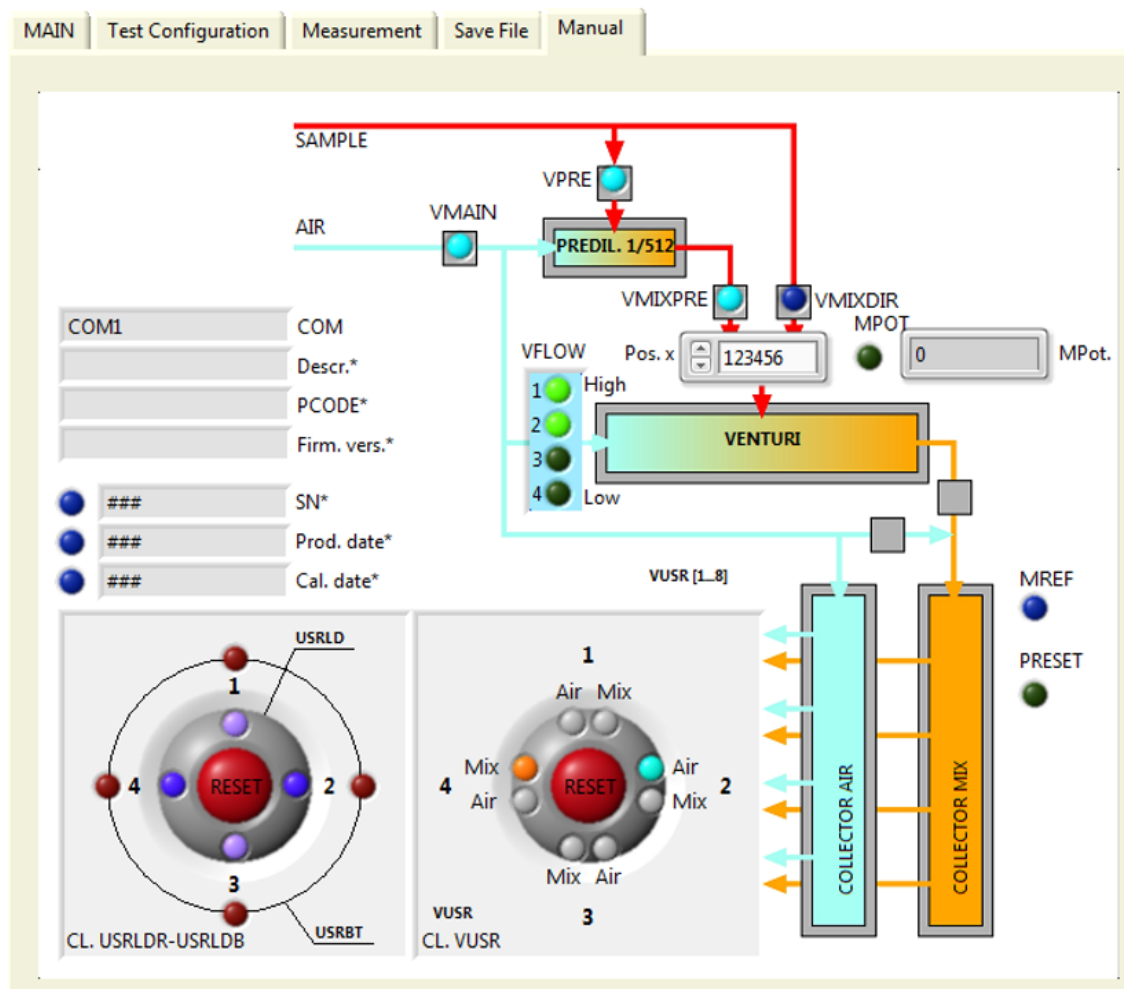 MAIN
Test Configuration
Measurement
Save File
Manual
SAMPLE
VPRE
VMAIN
AIR
PREDIL. 1/512
VMIXPRE
VMIXDIR
MPOT
COM1 COM
Descr.*
PCODE*
Firm. vers.*
VFLOW
Pos. x
123456
0
MPot.
1 High
2
3
4 Low
VENTURI
### SN*
### Prod. date*
### Cal. date*
VUSR [1...8]
MREF
PRESET
USRLD
1
4 RESET 2
3
USRBT
CL. USRLDR-USRLDB
1
Air Mix
Mix Air
4 RESET 2
Air Mix
Mix Air
3
VUSR
CL. VUSR
COLLECTOR AIR
COLLECTOR MIX